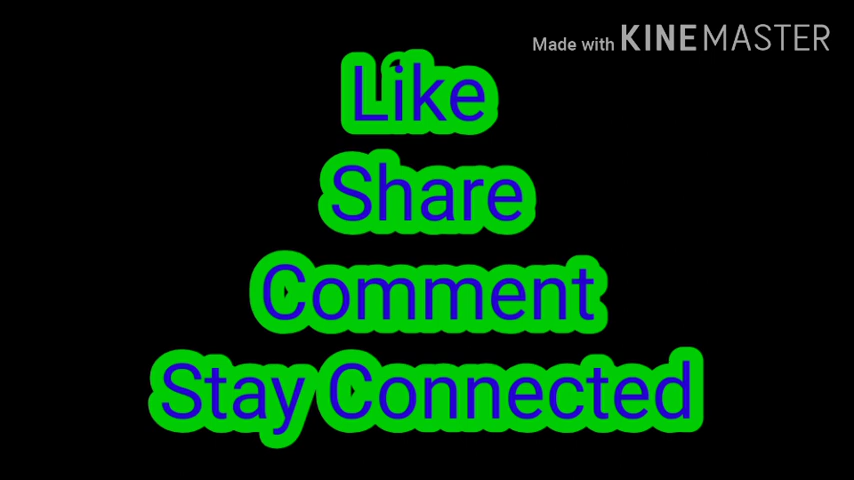 Made with KINEMASTER
Like
Share
Comment
Stay Connected